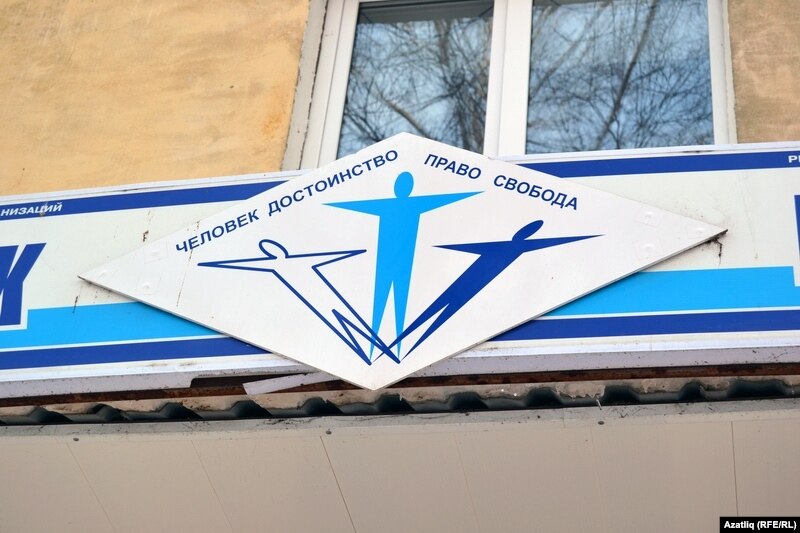 ЧЕЛОВЕК ДОСТОИНСТВО ПРАВО СВОБОДА
НИЗАЦИЙ
Azatliq (RFE/RL)